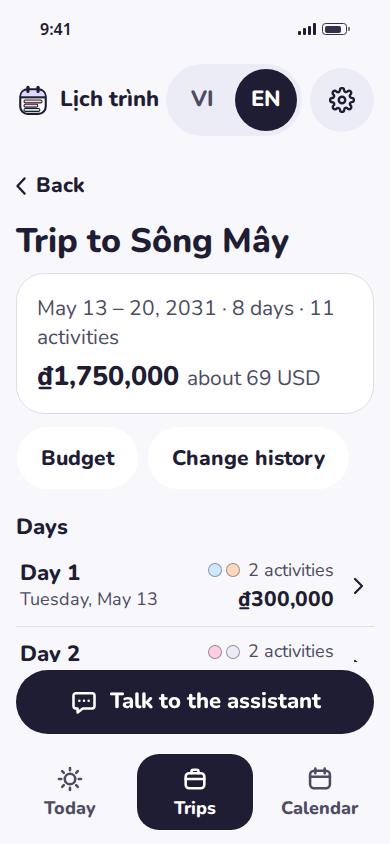 9:41
Lịch trình
VI
EN
Back
Trip to Sông Mây
May 13 – 20, 2031 · 8 days · 11
activities
₫1,750,000 about 69 USD
Budget
Change history
Days
Day 1
2 activities
Tuesday, May 13
₫300,000
Day 2
2 activities
Talk to the assistant
Today
Trips
Calendar